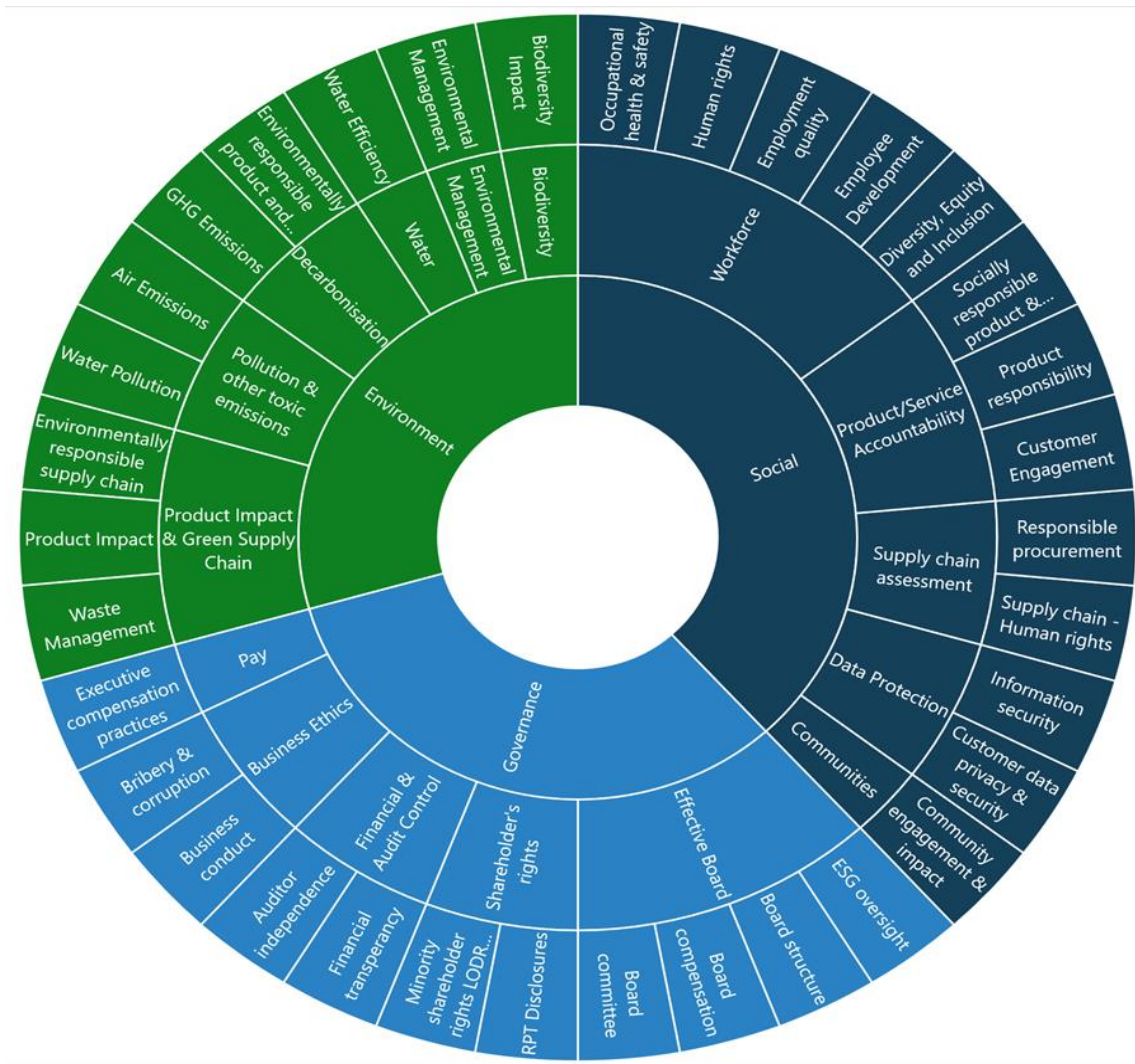 Environment
Social
Governance
Biodiversity
Environmental
Management
Water
Decarbonisation
Pollution &
other toxic
emissions
Product Impact
& Green Supply
Chain
Biodiversity
Impact
Environmental
Management
Water Efficiency
Environmentally
responsible
product and...
GHG Emissions
Air Emissions
Water Pollution
Environmentally
responsible
supply chain
Product Impact
Waste
Management
Workforce
Product/Service
Accountability
Supply chain
assessment
Data Protection
Communities
Occupational
health & safety
Human rights
Employment
quality
Employee
Development
Diversity, Equity
and Inclusion
Socially
responsible
product &...
Product
responsibility
Customer
Engagement
Responsible
procurement
Supply chain -
Human rights
Information
security
Customer data
privacy &
security
Community
engagement &
impact
Pay
Business Ethics
Financial &
Audit Control
Shareholder's
rights
Effective Board
Executive
compensation
practices
Bribery &
corruption
Business
conduct
Auditor
independence
Financial
transperancy
Minority
shareholder
rights LODR...
RPT Disclosures
Board
committee
Board
compensation
Board structure
ESG oversight